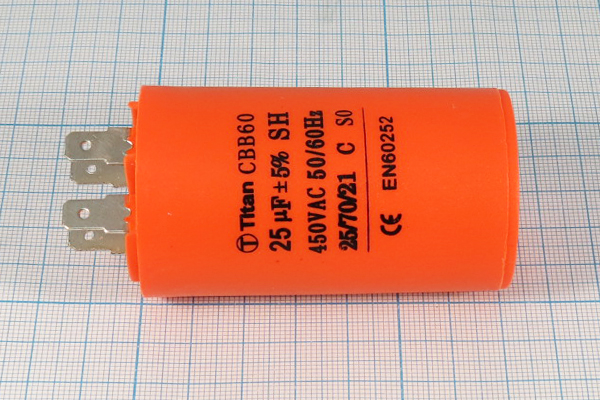 Titan CBB60
25 µF±5% SH
450VAC 50/60Hz
25/70/21 C S0
CE EN60252